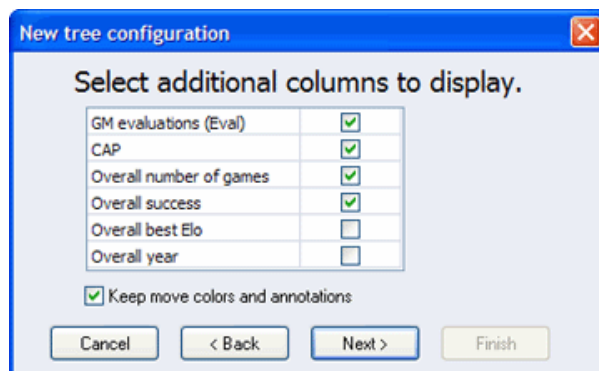 New tree configuration
Select additional columns to display.
GM evaluations (Eval)
CAP
Overall number of games
Overall success
Overall best Elo
Overall year
Keep move colors and annotations
Cancel < Back Next > Finish